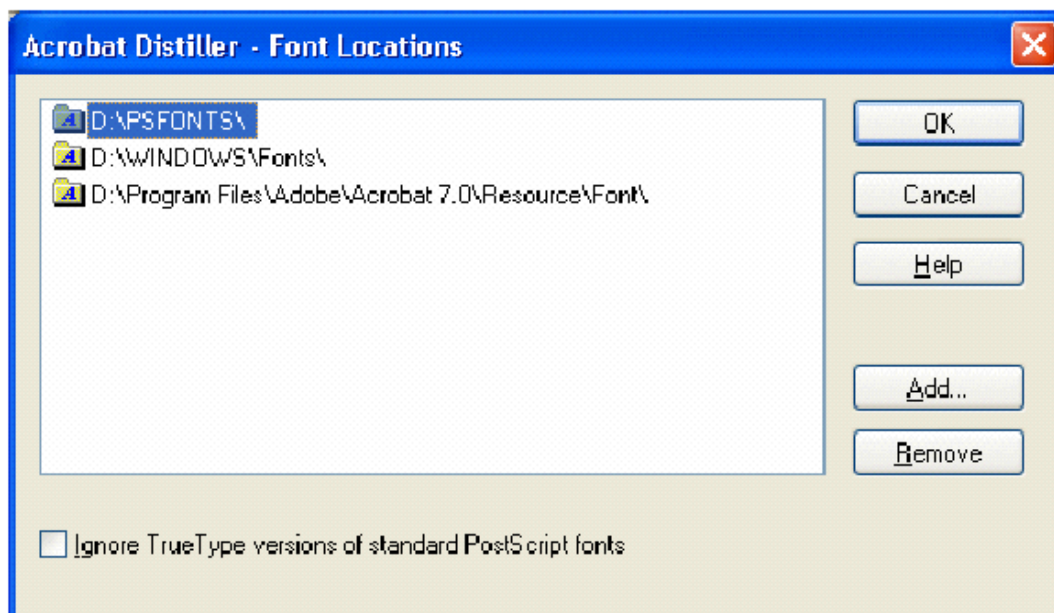 Acrobat Distiller - Font Locations
D:\PSFONTS\
D:\WINDOWS\Fonts\
D:\Program Files\Adobe\Acrobat 7.0\Resource\Font\
OK
Cancel
Help
Add...
Remove
Ignore TrueType versions of standard PostScript fonts